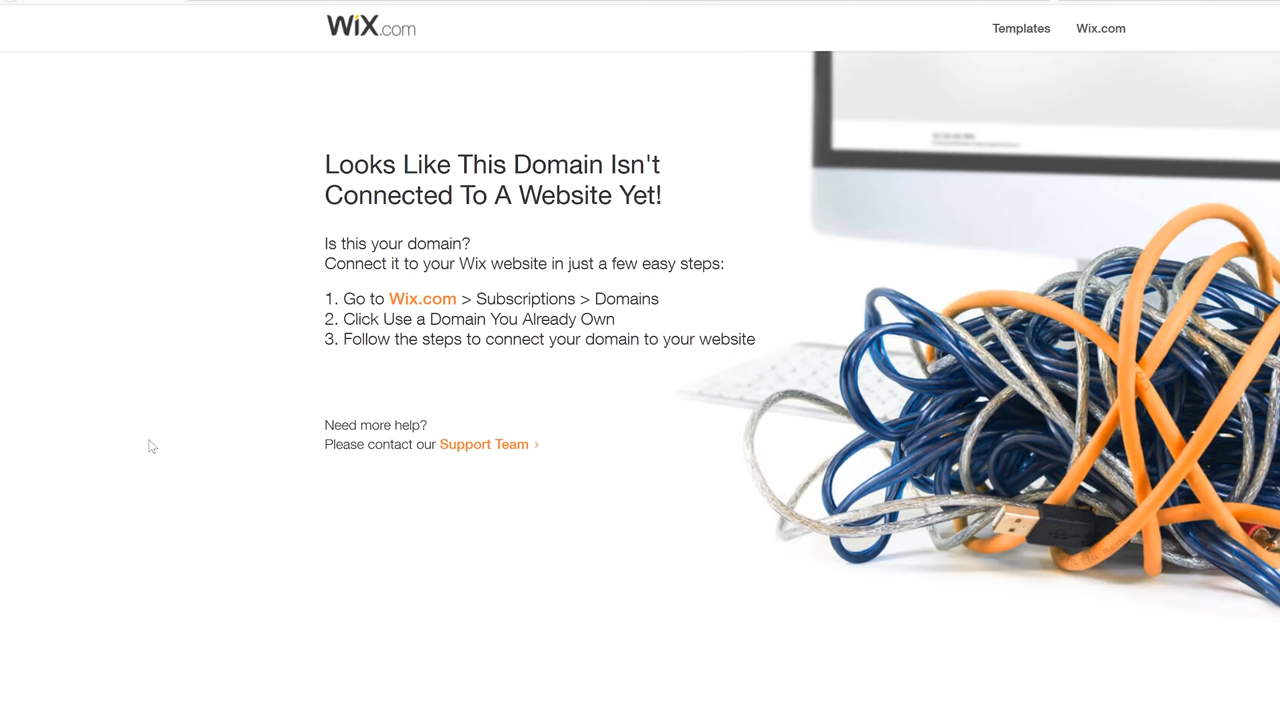 WiX.com
Templates
Wix.com
Looks Like This Domain Isn't
Connected To A Website Yet!
Is this your domain?
Connect it to your Wix website in just a few easy steps:
1. Go to Wix.com > Subscriptions > Domains
2. Click Use a Domain You Already Own
3. Follow the steps to connect your domain to your website
Need more help?
Please contact our Support Team >